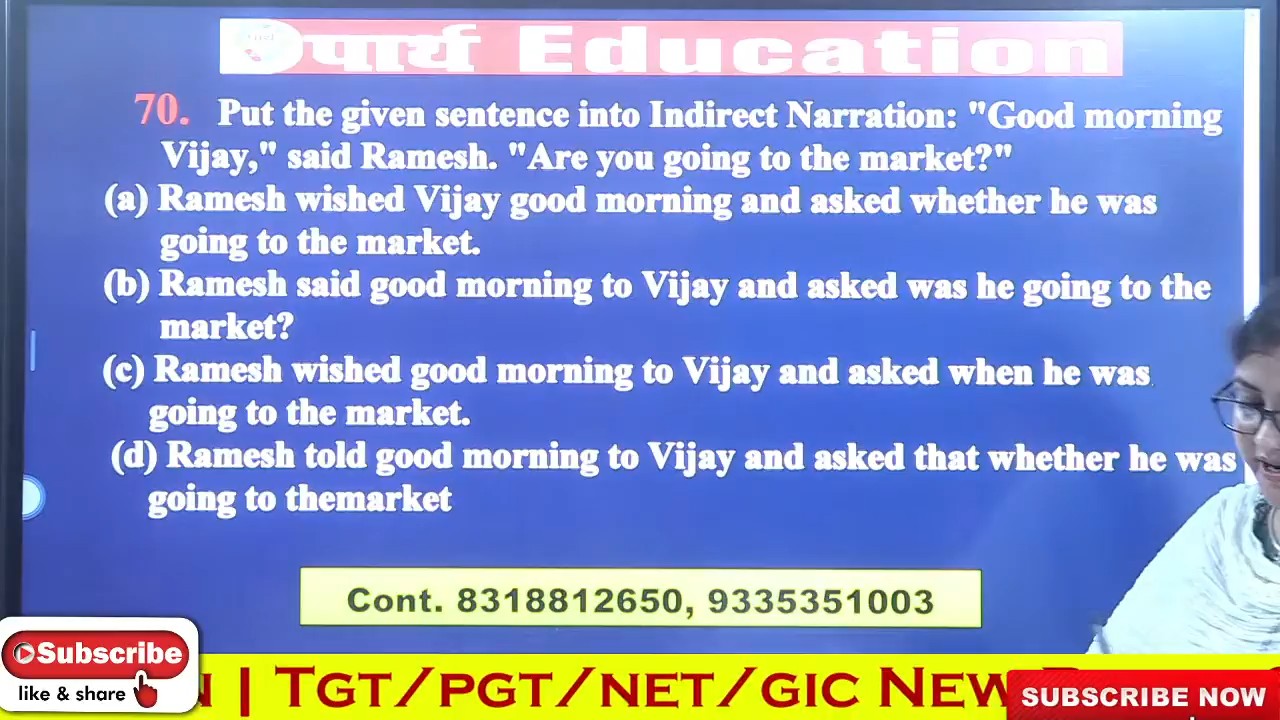 पार्थ Education
70. Put the given sentence into Indirect Narration: "Good morning
Vijay," said Ramesh. "Are you going to the market?"
(a) Ramesh wished Vijay good morning and asked whether he was
going to the market.
(b) Ramesh said good morning to Vijay and asked was he going to the
market?
(c) Ramesh wished good morning to Vijay and asked when he was
going to the market.
(d) Ramesh told good morning to Vijay and asked that whether he was
going to themarket
Cont. 8318812650, 9335351003
Subscribe
like & share
| TGT/PGT/NET/GIC NEW
SUBSCRIBE NOW